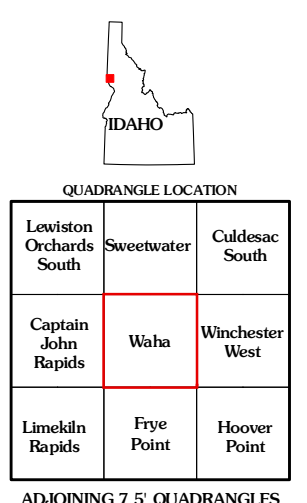 IDAHO
QUADRANGLE LOCATION
Lewiston
Orchards
South
Sweetwater
Culdesac
South
Captain
John
Rapids
Waha
Winchester
West
Limekiln
Rapids
Frye
Point
Hoover
Point
ADJOINING 7.5' QUADRANGLES